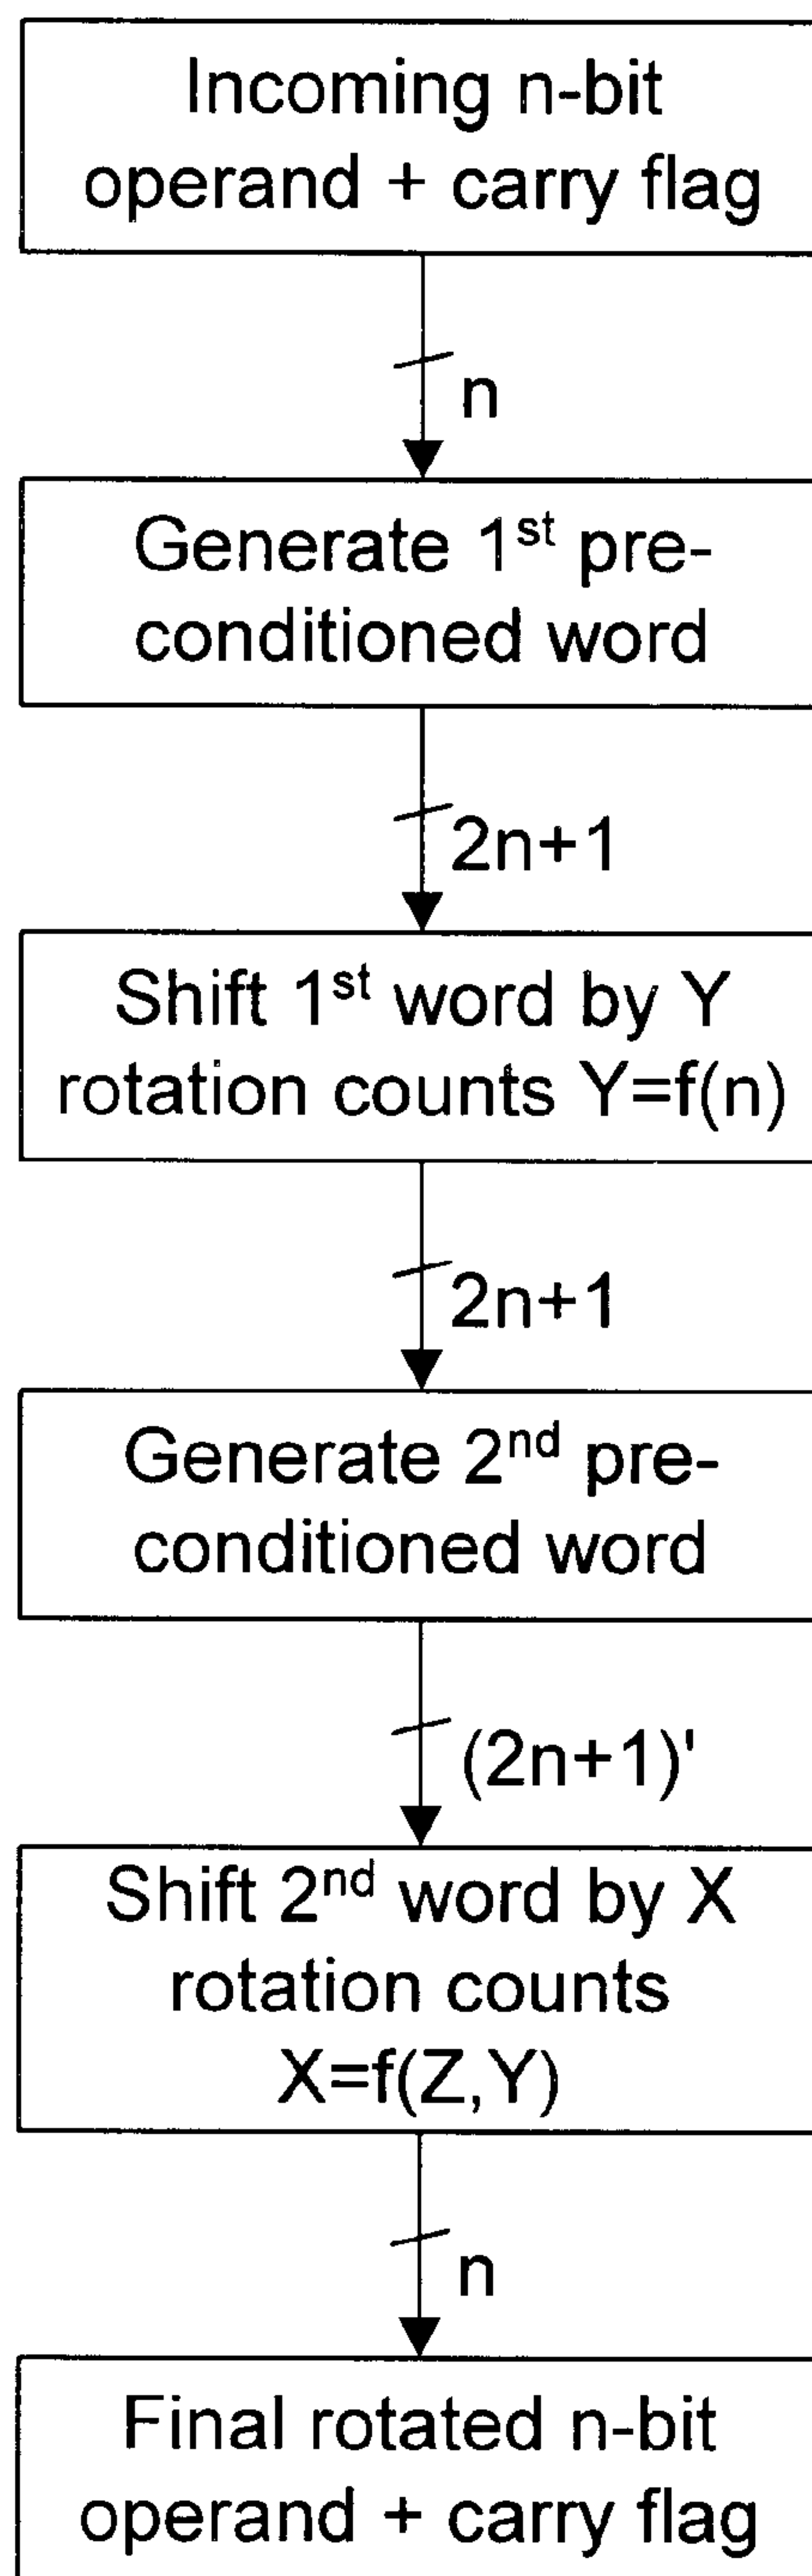 Incoming n-bit
operand + carry flag
n
Generate 1st pre-
conditioned word
2n+1
Shift 1st word by Y
rotation counts Y=f(n)
2n+1
Generate 2nd pre-
conditioned word
(2n+1)'
Shift 2nd word by X
rotation counts
X=f(Z,Y)
n
Final rotated n-bit
operand + carry flag